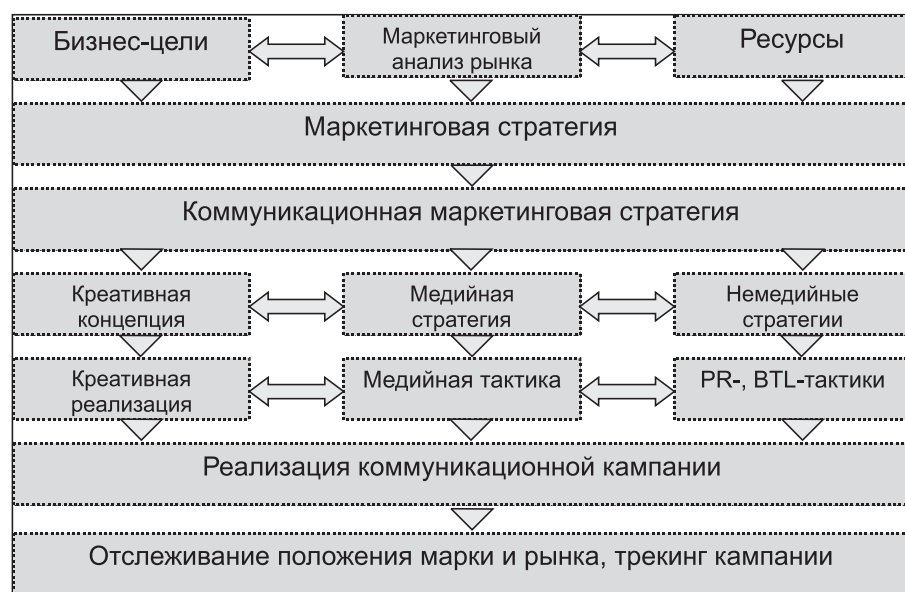 Бизнес-цели
Маркетинговый
анализ рынка
Ресурсы
Маркетинговая стратегия
Коммуникационная маркетинговая стратегия
Креативная
концепция
Медийная
стратегия
Немедийные
стратегии
Креативная
реализация
Медийная тактика
PR-, BTL-тактики
Реализация коммуникационной кампании
Отслеживание положения марки и рынка, трекинг кампании